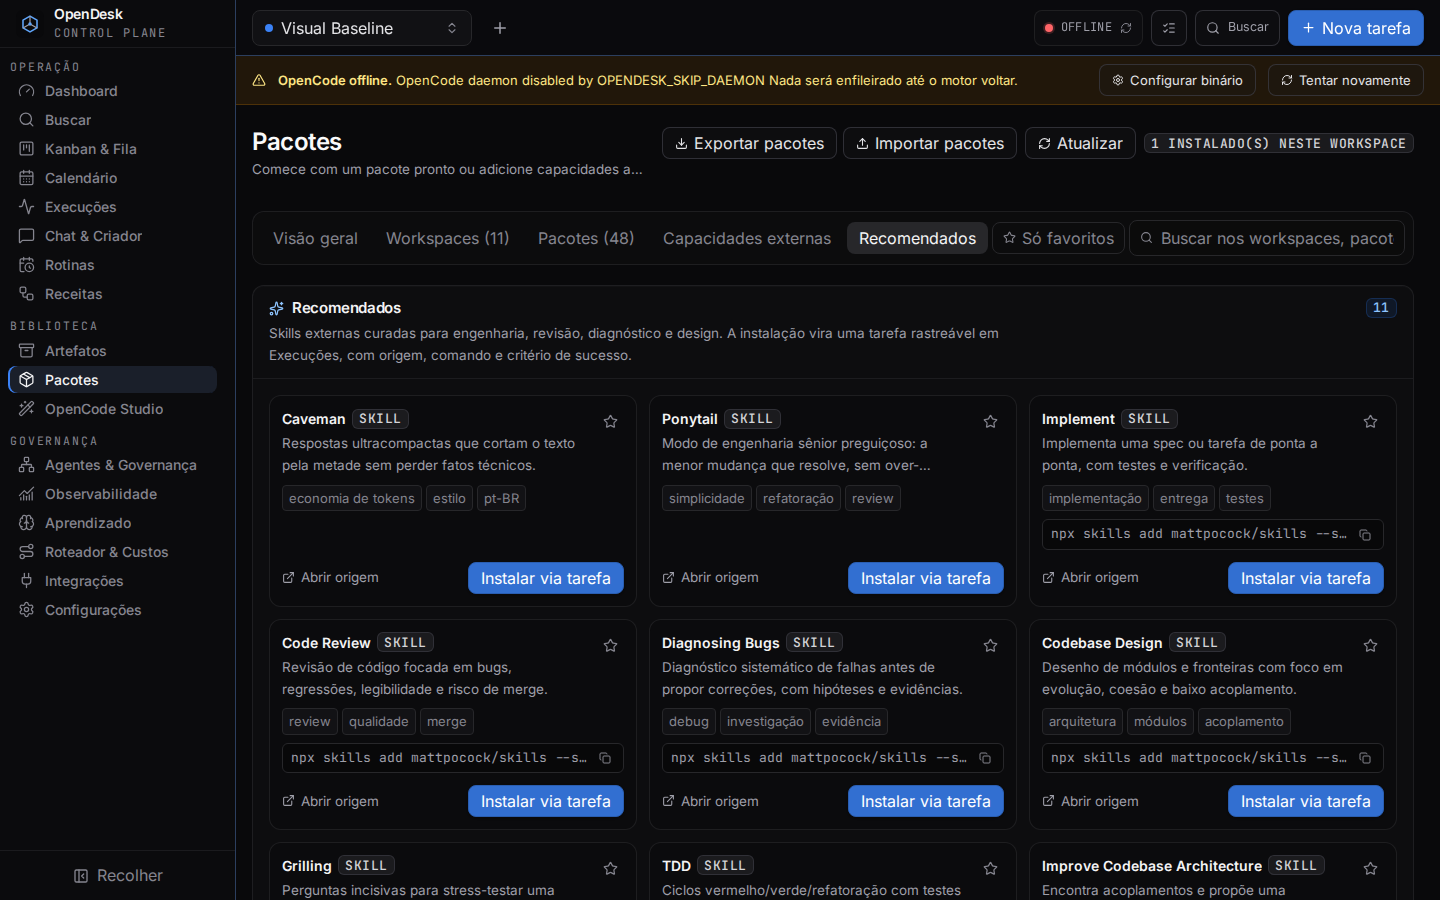 OpenDesk
CONTROL PLANE
OPERAÇÃO
Dashboard
Buscar
Kanban & Fila
Calendário
Execuções
Chat & Criador
Rotinas
Receitas
BIBLIOTECA
Artefatos
Pacotes
OpenCode Studio
GOVERNANÇA
Agentes & Governança
Observabilidade
Aprendizado
Roteador & Custos
Integrações
Configurações
Recolher
Visual Baseline
OFFLINE
Buscar
Nova tarefa
OpenCode offline. OpenCode daemon disabled by OPENDESK_SKIP_DAEMON Nada será enfileirado até o motor voltar.
Configurar binário
Tentar novamente
Pacotes
Comece com um pacote pronto ou adicione capacidades a...
Exportar pacotes
Importar pacotes
Atualizar
1 INSTALADO(S) NESTE WORKSPACE
Visão geral
Workspaces (11)
Pacotes (48)
Capacidades externas
Recomendados
Só favoritos
Buscar nos workspaces, pacot
Recomendados
11
Skills externas curadas para engenharia, revisão, diagnóstico e design. A instalação vira uma tarefa rastreável em
Execuções, com origem, comando e critério de sucesso.
Caveman SKILL
Respostas ultracompactas que cortam o texto
pela metade sem perder fatos técnicos.
economia de tokens estilo pt-BR
Abrir origem
Instalar via tarefa
Ponytail SKILL
Modo de engenharia sênior preguiçoso: a
menor mudança que resolve, sem over-...
simplicidade refatoração review
Abrir origem
Instalar via tarefa
Implement SKILL
Implementa uma spec ou tarefa de ponta a
ponta, com testes e verificação.
implementação entrega testes
npx skills add mattpocock/skills --s...
Abrir origem
Instalar via tarefa
Code Review SKILL
Revisão de código focada em bugs,
regressões, legibilidade e risco de merge.
review qualidade merge
npx skills add mattpocock/skills --s...
Abrir origem
Instalar via tarefa
Diagnosing Bugs SKILL
Diagnóstico sistemático de falhas antes de
propor correções, com hipóteses e evidências.
debug investigação evidência
npx skills add mattpocock/skills --s...
Abrir origem
Instalar via tarefa
Codebase Design SKILL
Desenho de módulos e fronteiras com foco em
evolução, coesão e baixo acoplamento.
arquitetura módulos acoplamento
npx skills add mattpocock/skills --s...
Abrir origem
Instalar via tarefa
Grilling SKILL
Perguntas incisivas para stress-testar uma
TDD SKILL
Ciclos vermelho/verde/refatoração com testes
Improve Codebase Architecture SKILL
Encontra acoplamentos e propõe uma